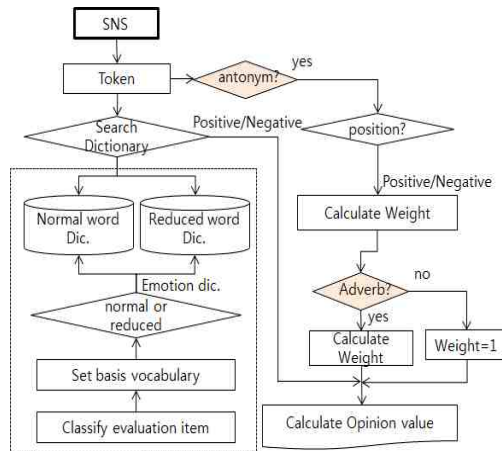 SNS
Token
antonym?
yes
Search
Dictionary
Positive/Negative
position?
Positive/Negative
Normal word
Dic.
Reduced word
Dic.
Calculate Weight
Emotion dic.
normal or
reduced
Adverb?
no
yes
Calculate
Weight
Weight=1
Set basis vocabulary
Classify evaluation item
Calculate Opinion value